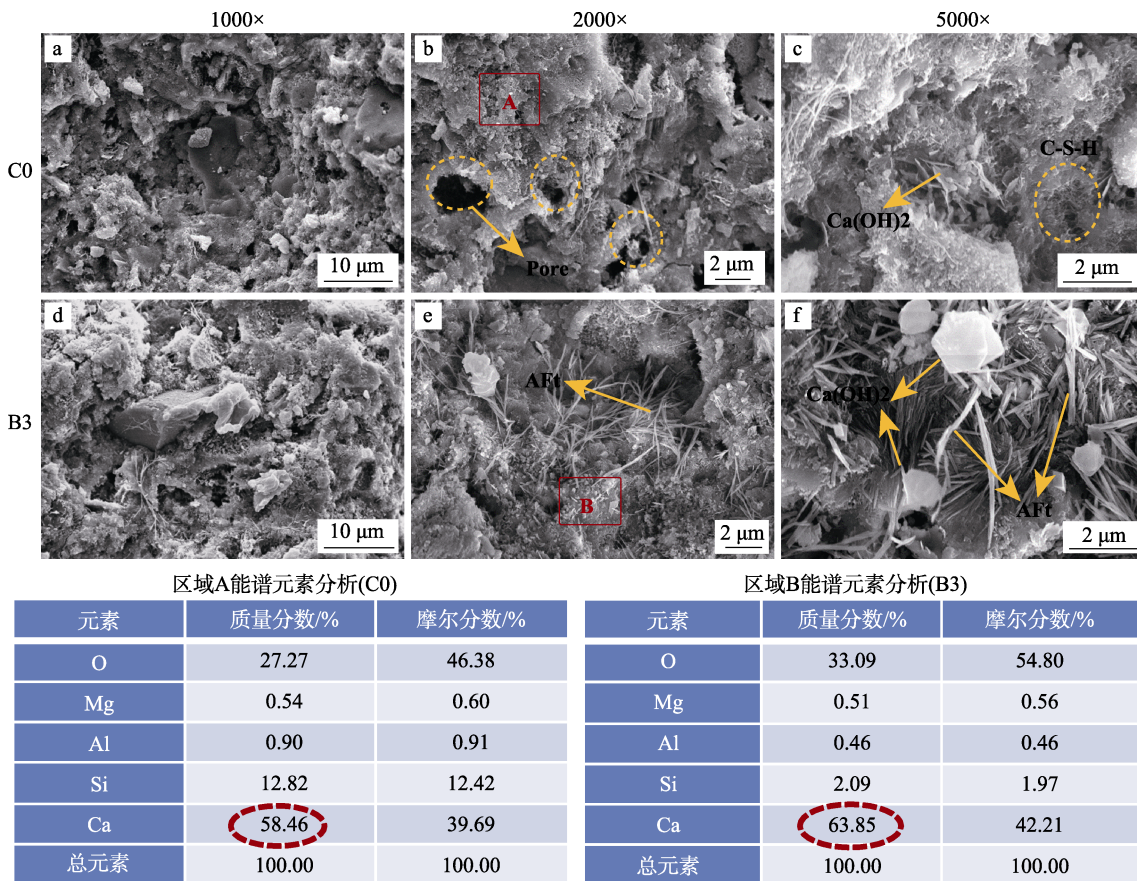 1000× 2000× 5000×
a b c
A
C-S-H
C0
Ca(OH)2
Pore
10 μm 2 μm 2 μm
d e f
AFt
Ca(OH)2
B3
B
AFt
10 μm 2 μm 2 μm
区域A能谱元素分析(C0)
元素 质量分数/% 摩尔分数/%
O 27.27 46.38
Mg 0.54 0.60
Al 0.90 0.91
Si 12.82 12.42
Ca 58.46 39.69
总元素 100.00 100.00
区域B能谱元素分析(B3)
元素 质量分数/% 摩尔分数/%
O 33.09 54.80
Mg 0.51 0.56
Al 0.46 0.46
Si 2.09 1.97
Ca 63.85 42.21
总元素 100.00 100.00